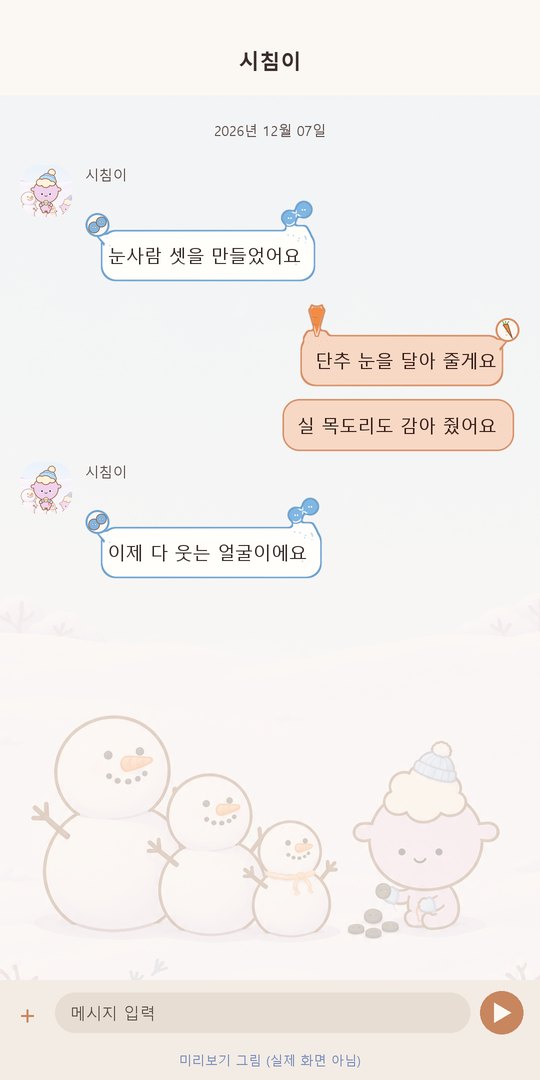 시침이
2026년 12월 07일
시침이
눈사람 셋을 만들었어요
단추 눈을 달아 줄게요
실 목도리도 감아 줬어요
시침이
이제 다 웃는 얼굴이에요
메시지 입력
미리보기 그림 (실제 화면 아님)